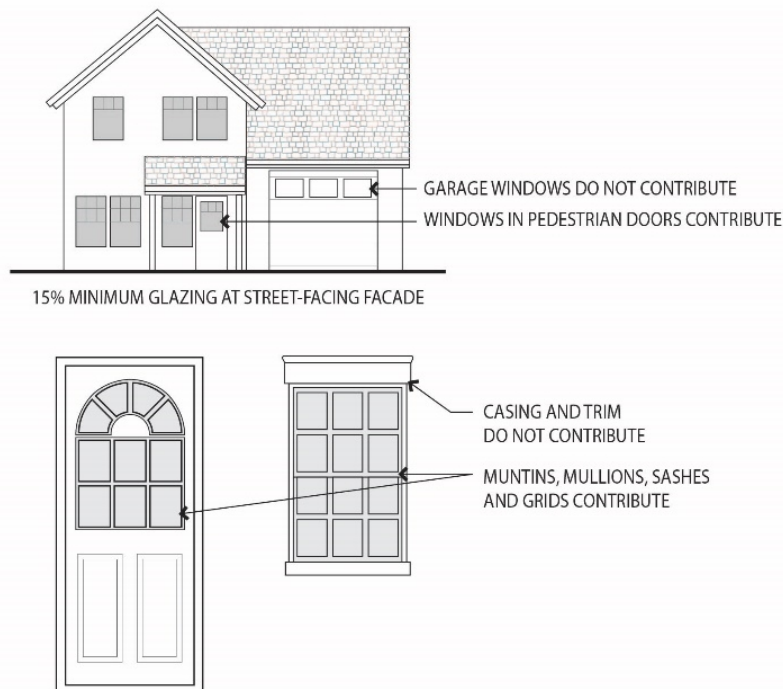 GARAGE WINDOWS DO NOT CONTRIBUTE
WINDOWS IN PEDESTRIAN DOORS CONTRIBUTE
15% MINIMUM GLAZING AT STREET-FACING FACADE
CASING AND TRIM
DO NOT CONTRIBUTE
MUNTINS, MULLIONS, SASHES
AND GRIDS CONTRIBUTE